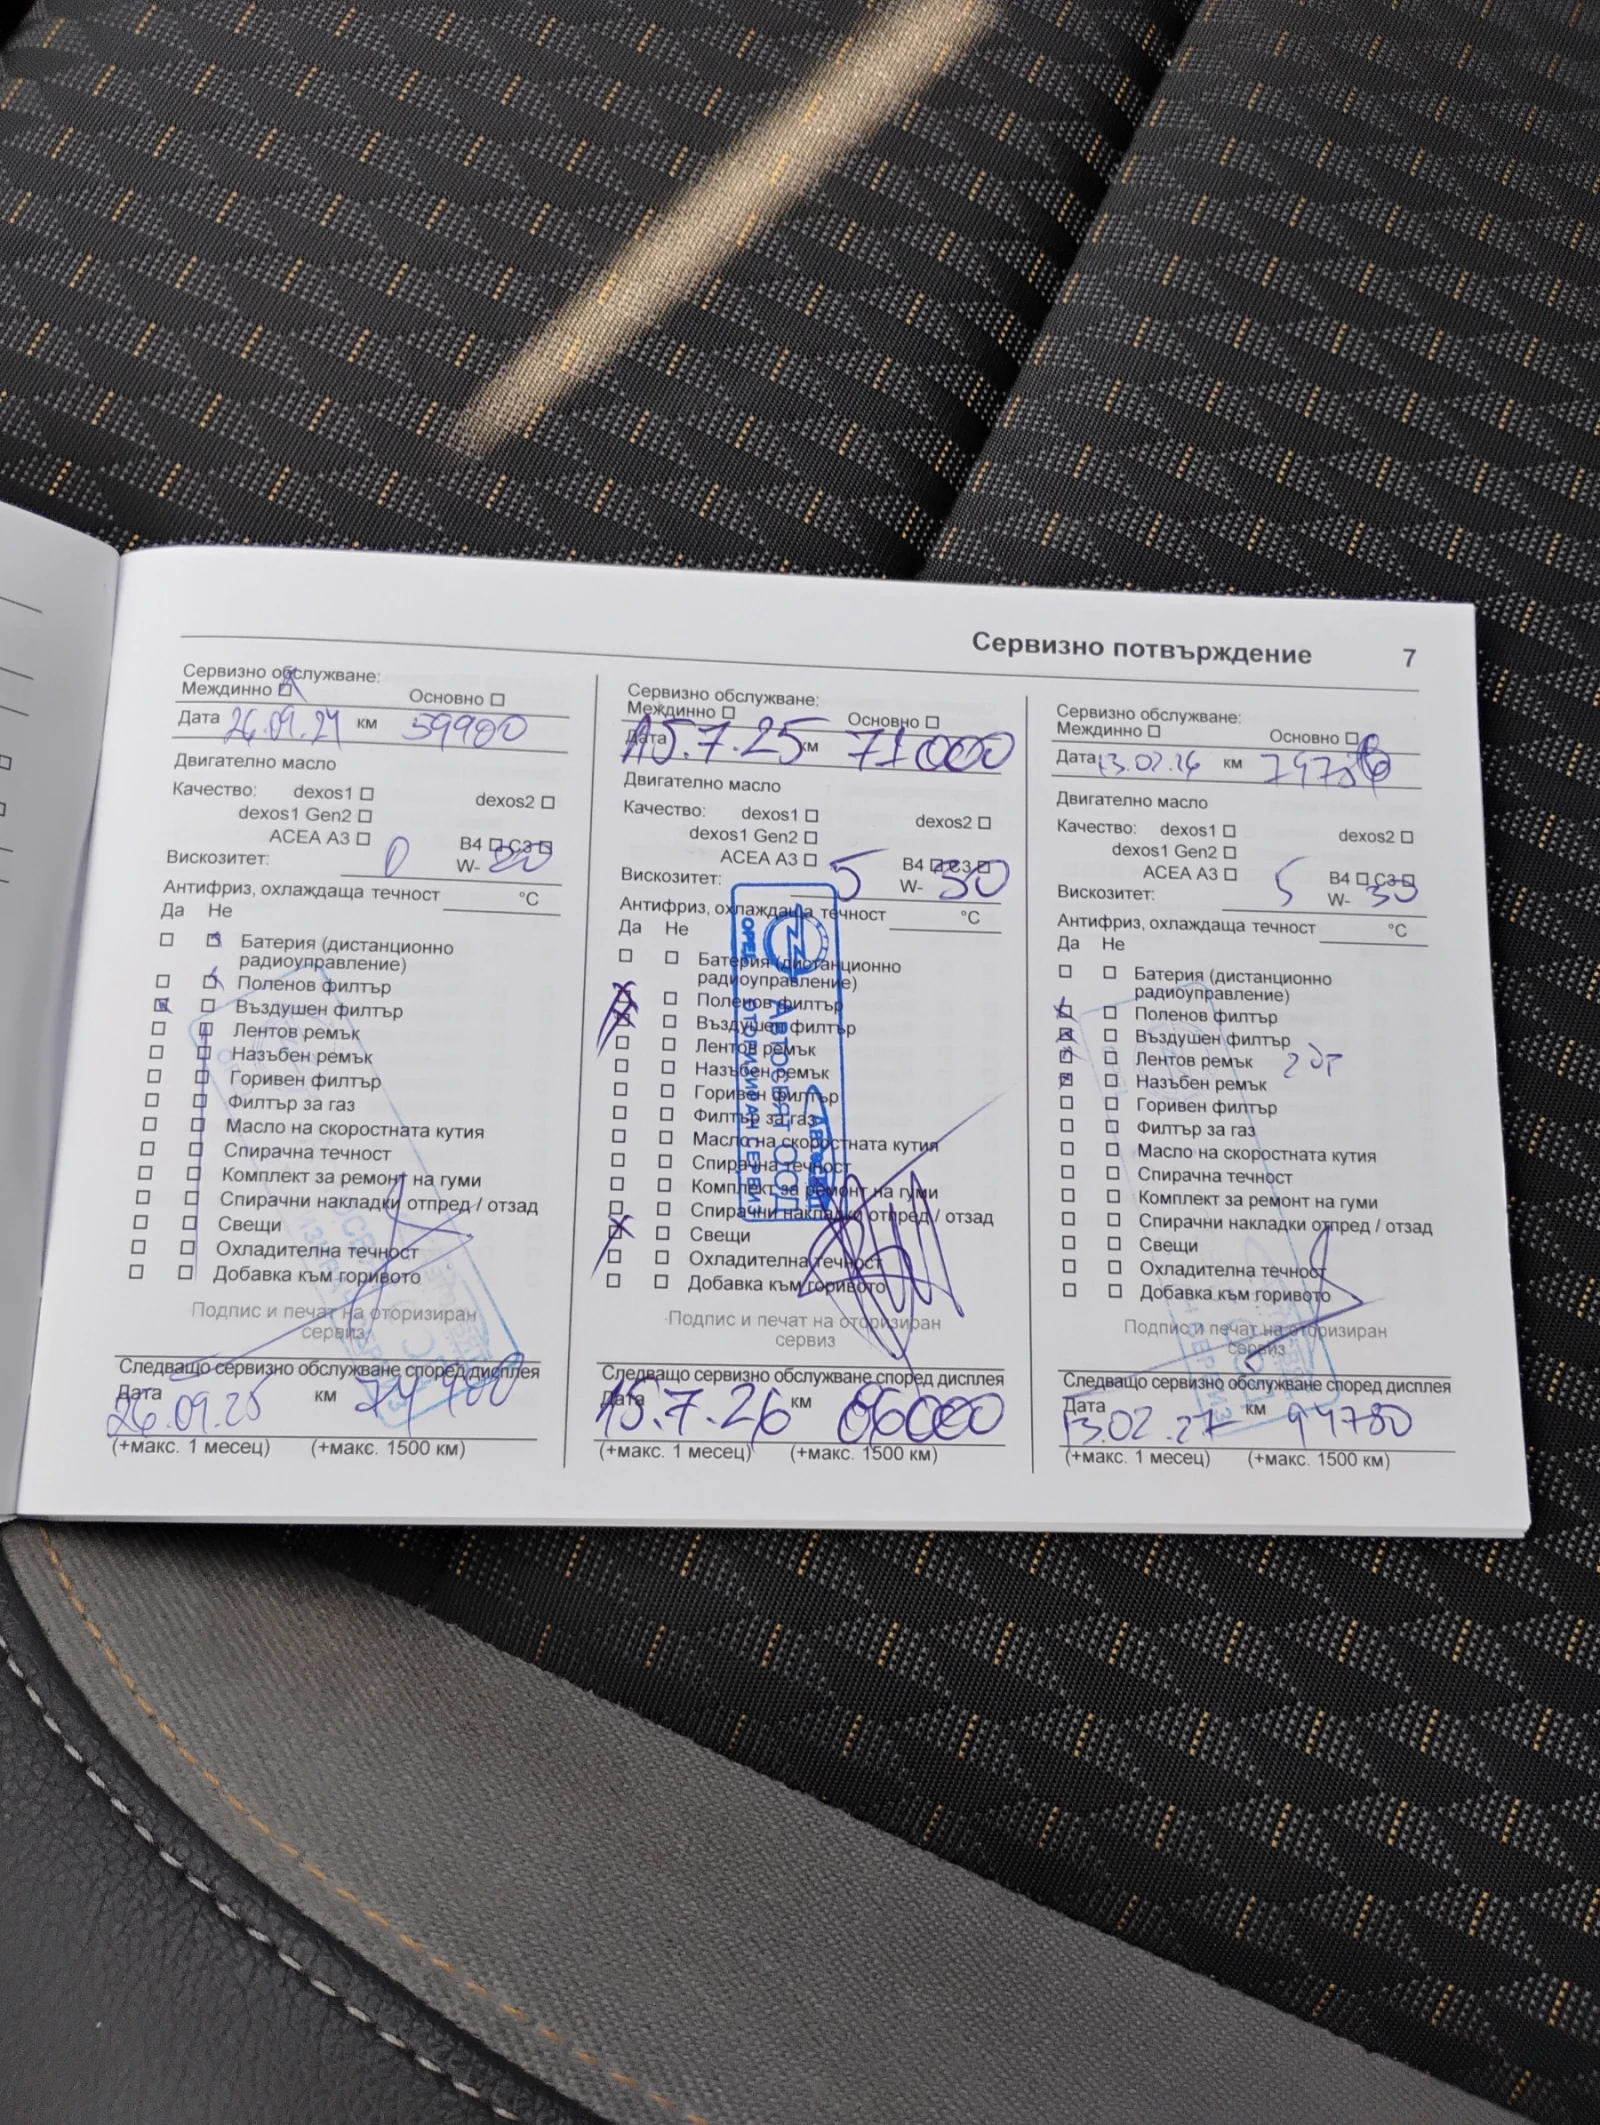 Сервизно потвърждение 7
Сервизно обслужване:
Междинно Основно
Дата 26.09.24 км 59900
Двигателно масло
Качество: dexos1 dexos2
dexos1 Gen2
ACEA A3 B4 C3
Вискозитет: 0 W- 20
Антифриз, охлаждаща течност °C
Да Не
Батерия (дистанционно
радиоуправление)
Поленов филтър
Въздушен филтър
Лентов ремък
Назъбен ремък
Горивен филтър
Филтър за газ
Масло на скоростната кутия
Спирачна течност
Комплект за ремонт на гуми
Спирачни накладки отпред / отзад
Свещи
Охладителна течност
Добавка към горивото
Подпис и печат на оторизиран
сервиз
Следващо сервизно обслужване според дисплея
Дата 26.09.25 км 74900
(+макс. 1 месец) (+макс. 1500 км)
Сервизно обслужване:
Междинно Основно
Дата 15.7.25 км 71000
Двигателно масло
Качество: dexos1 dexos2
dexos1 Gen2
ACEA A3 B4 C3
Вискозитет: 5 W- 30
Антифриз, охлаждаща течност °C
Да Не
Батерия (дистанционно
радиоуправление)
Поленов филтър
Въздушен филтър
Лентов ремък
Назъбен ремък
Горивен филтър
Филтър за газ
Масло на скоростната кутия
Спирачна течност
Комплект за ремонт на гуми
Спирачни накладки отпред / отзад
Свещи
Охладителна течност
Добавка към горивото
OPEL
ОТОРИЗИРАН СЕРВИЗ
Подпис и печат на оторизиран
сервиз
Следващо сервизно обслужване според дисплея
Дата 15.7.26 км 86000
(+макс. 1 месец) (+макс. 1500 км)
Сервизно обслужване:
Междинно Основно
Дата 13.02.26 км
Двигателно масло
Качество: dexos1 dexos2
dexos1 Gen2
ACEA A3 B4 C3
Вискозитет: 5 W- 30
Антифриз, охлаждаща течност °C
Да Не
Батерия (дистанционно
радиоуправление)
Поленов филтър
Въздушен филтър
Лентов ремък
Назъбен ремък
Горивен филтър
Филтър за газ
Масло на скоростната кутия
Спирачна течност
Комплект за ремонт на гуми
Спирачни накладки отпред / отзад
Свещи
Охладителна течност
Добавка към горивото
Подпис и печат на оторизиран
сервиз
Следващо сервизно обслужване според дисплея
Дата 13.02.27 км 94780
(+макс. 1 месец) (+макс. 1500 км)